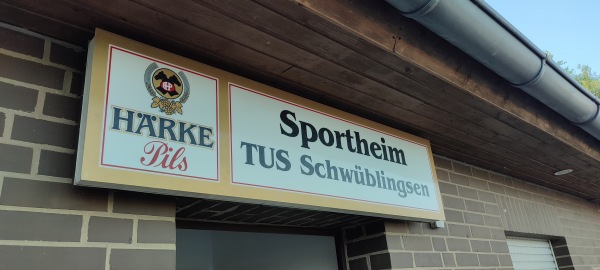 HÄRKE
Pils
Sportheim
TUS Schwüblingsen